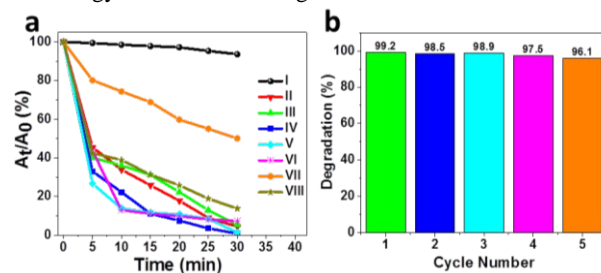 a
A_t/A_0 (%)
100
80
60
40
20
0
0 5 10 15 20 25 30 35 40
Time (min)
I
II
III
IV
V
VI
VII
VIII
b
Degradation (%)
100
80
60
40
20
0
99.2 98.5 98.9 97.5 96.1
1 2 3 4 5
Cycle Number